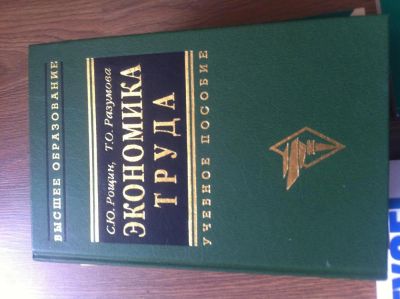 ВЫСШЕЕ ОБРАЗОВАНИЕ
С.Ю. Рощин, Т.О. Разумова
ЭКОНОМИКА
ТРУДА
УЧЕБНОЕ ПОСОБИЕ